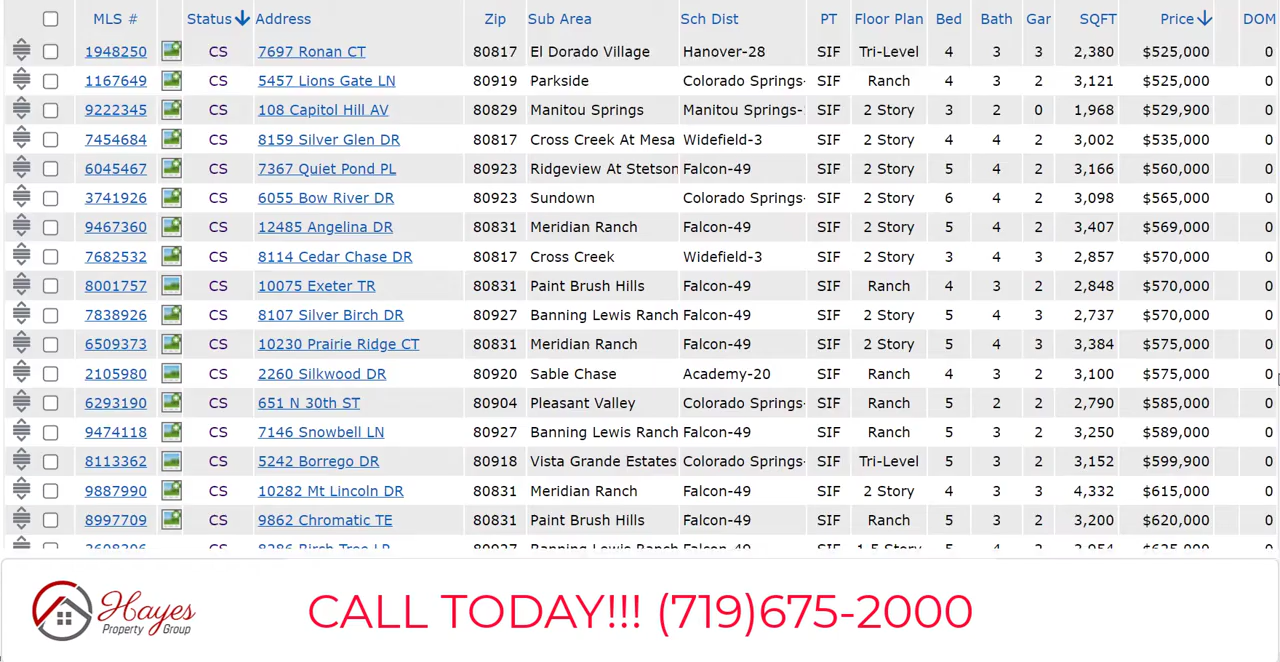 MLS # Status Address Zip Sub Area Sch Dist PT Floor Plan Bed Bath Gar SQFT Price DOM
1948250 CS 7697 Ronan CT 80817 El Dorado Village Hanover-28 SIF Tri-Level 4 3 3 2,380 $525,000 0
1167649 CS 5457 Lions Gate LN 80919 Parkside Colorado Springs- SIF Ranch 4 3 2 3,121 $525,000 0
9222345 CS 108 Capitol Hill AV 80829 Manitou Springs Manitou Springs- SIF 2 Story 3 2 0 1,968 $529,900 0
7454684 CS 8159 Silver Glen DR 80817 Cross Creek At Mesa Widefield-3 SIF 2 Story 4 4 2 3,002 $535,000 0
6045467 CS 7367 Quiet Pond PL 80923 Ridgeview At Stetson Falcon-49 SIF 2 Story 5 4 2 3,166 $560,000 0
3741926 CS 6055 Bow River DR 80923 Sundown Colorado Springs- SIF 2 Story 6 4 2 3,098 $565,000 0
9467360 CS 12485 Angelina DR 80831 Meridian Ranch Falcon-49 SIF 2 Story 5 4 3 3,407 $569,000 0
7682532 CS 8114 Cedar Chase DR 80817 Cross Creek Widefield-3 SIF 2 Story 3 4 3 2,857 $570,000 0
8001757 CS 10075 Exeter TR 80831 Paint Brush Hills Falcon-49 SIF Ranch 4 3 2 2,848 $570,000 0
7838926 CS 8107 Silver Birch DR 80927 Banning Lewis Ranch Falcon-49 SIF 2 Story 5 4 3 2,737 $570,000 0
6509373 CS 10230 Prairie Ridge CT 80831 Meridian Ranch Falcon-49 SIF 2 Story 5 4 3 3,384 $575,000 0
2105980 CS 2260 Silkwood DR 80920 Sable Chase Academy-20 SIF Ranch 4 3 2 3,100 $575,000 0
6293190 CS 651 N 30th ST 80904 Pleasant Valley Colorado Springs- SIF Ranch 5 2 2 2,790 $585,000 0
9474118 CS 7146 Snowbell LN 80927 Banning Lewis Ranch Falcon-49 SIF Ranch 5 3 2 3,250 $589,000 0
8113362 CS 5242 Borrego DR 80918 Vista Grande Estates Colorado Springs- SIF Tri-Level 5 3 2 3,152 $599,900 0
9887990 CS 10282 Mt Lincoln DR 80831 Meridian Ranch Falcon-49 SIF 2 Story 4 3 3 4,332 $615,000 0
8997709 CS 9862 Chromatic TE 80831 Paint Brush Hills Falcon-49 SIF Ranch 5 3 2 3,200 $620,000 0
Hayes
Property Group
CALL TODAY!!! (719)675-2000